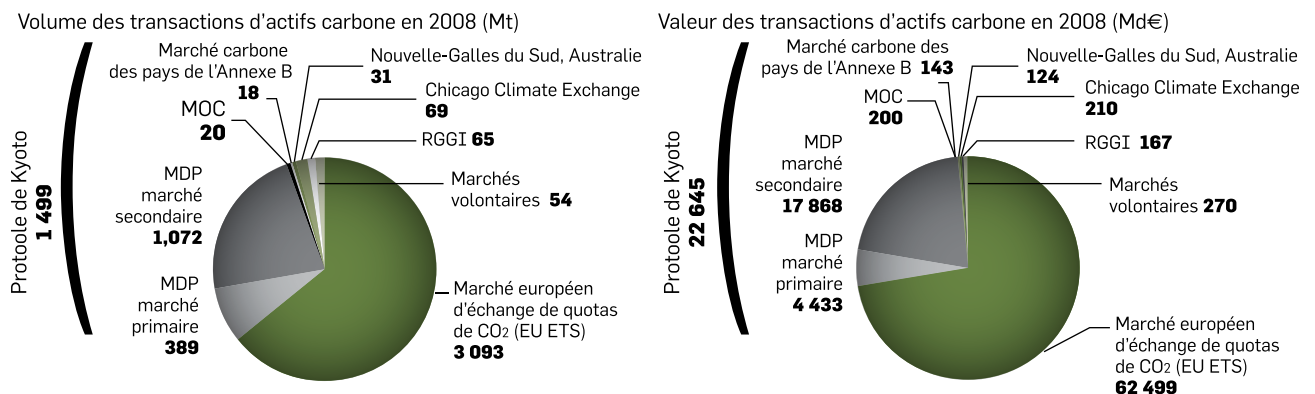 Volume des transactions d'actifs carbone en 2008 (Mt)
Protoole de Kyoto
1 499
Marché carbone
des pays de l'Annexe B
18
MOC
20
MDP
marché
secondaire
1,072
MDP
marché
primaire
389
Nouvelle-Galles du Sud, Australie
31
Chicago Climate Exchange
69
RGGI 65
Marchés
volontaires 54
Marché européen
d'échange de quotas
de CO2 (EU ETS)
3 093
Valeur des transactions d'actifs carbone en 2008 (Md€)
Protoole de Kyoto
22 645
Marché carbone des
pays de l'Annexe B 143
MOC
200
MDP
marché
secondaire
17 868
MDP
marché
primaire
4 433
Nouvelle-Galles du Sud, Australie
124
Chicago Climate Exchange
210
RGGI 167
Marchés
volontaires 270
Marché européen
d'échange de quotas
de CO2 (EU ETS)
62 499